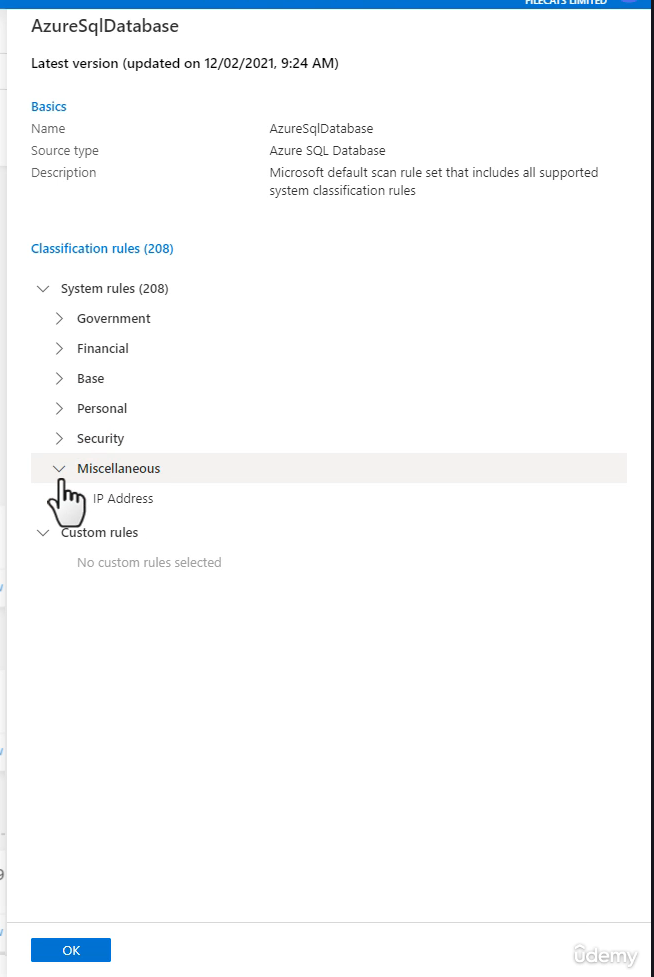 FILECATS LIMITED
AzureSqlDatabase
Latest version (updated on 12/02/2021, 9:24 AM)
Basics
Name AzureSqlDatabase
Source type Azure SQL Database
Description Microsoft default scan rule set that includes all supported
system classification rules
Classification rules (208)
System rules (208)
Government
Financial
Base
Personal
Security
Miscellaneous
IP Address
Custom rules
No custom rules selected
OK
ûdemy